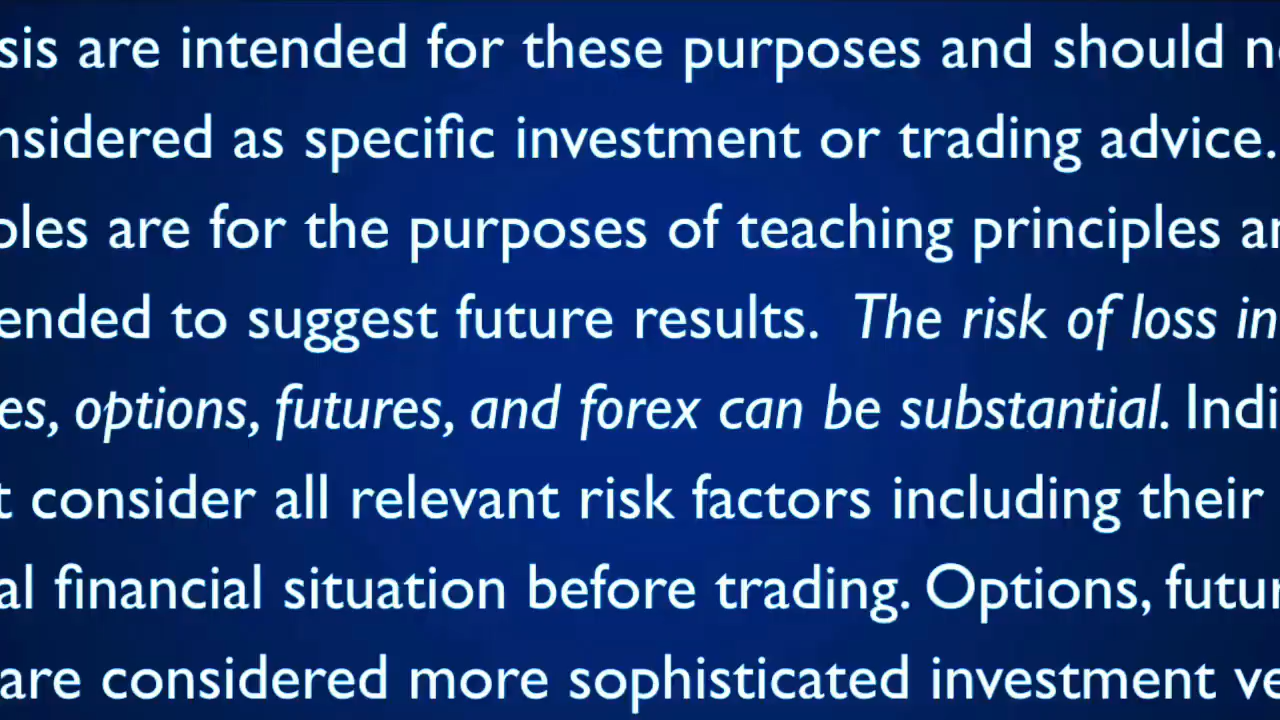 sis are intended for these purposes and should n
nsidered as specific investment or trading advice.
ples are for the purposes of teaching principles a
ended to suggest future results. The risk of loss in
es, options, futures, and forex can be substantial. Indi
t consider all relevant risk factors including their
al financial situation before trading. Options, futur
are considered more sophisticated investment ve